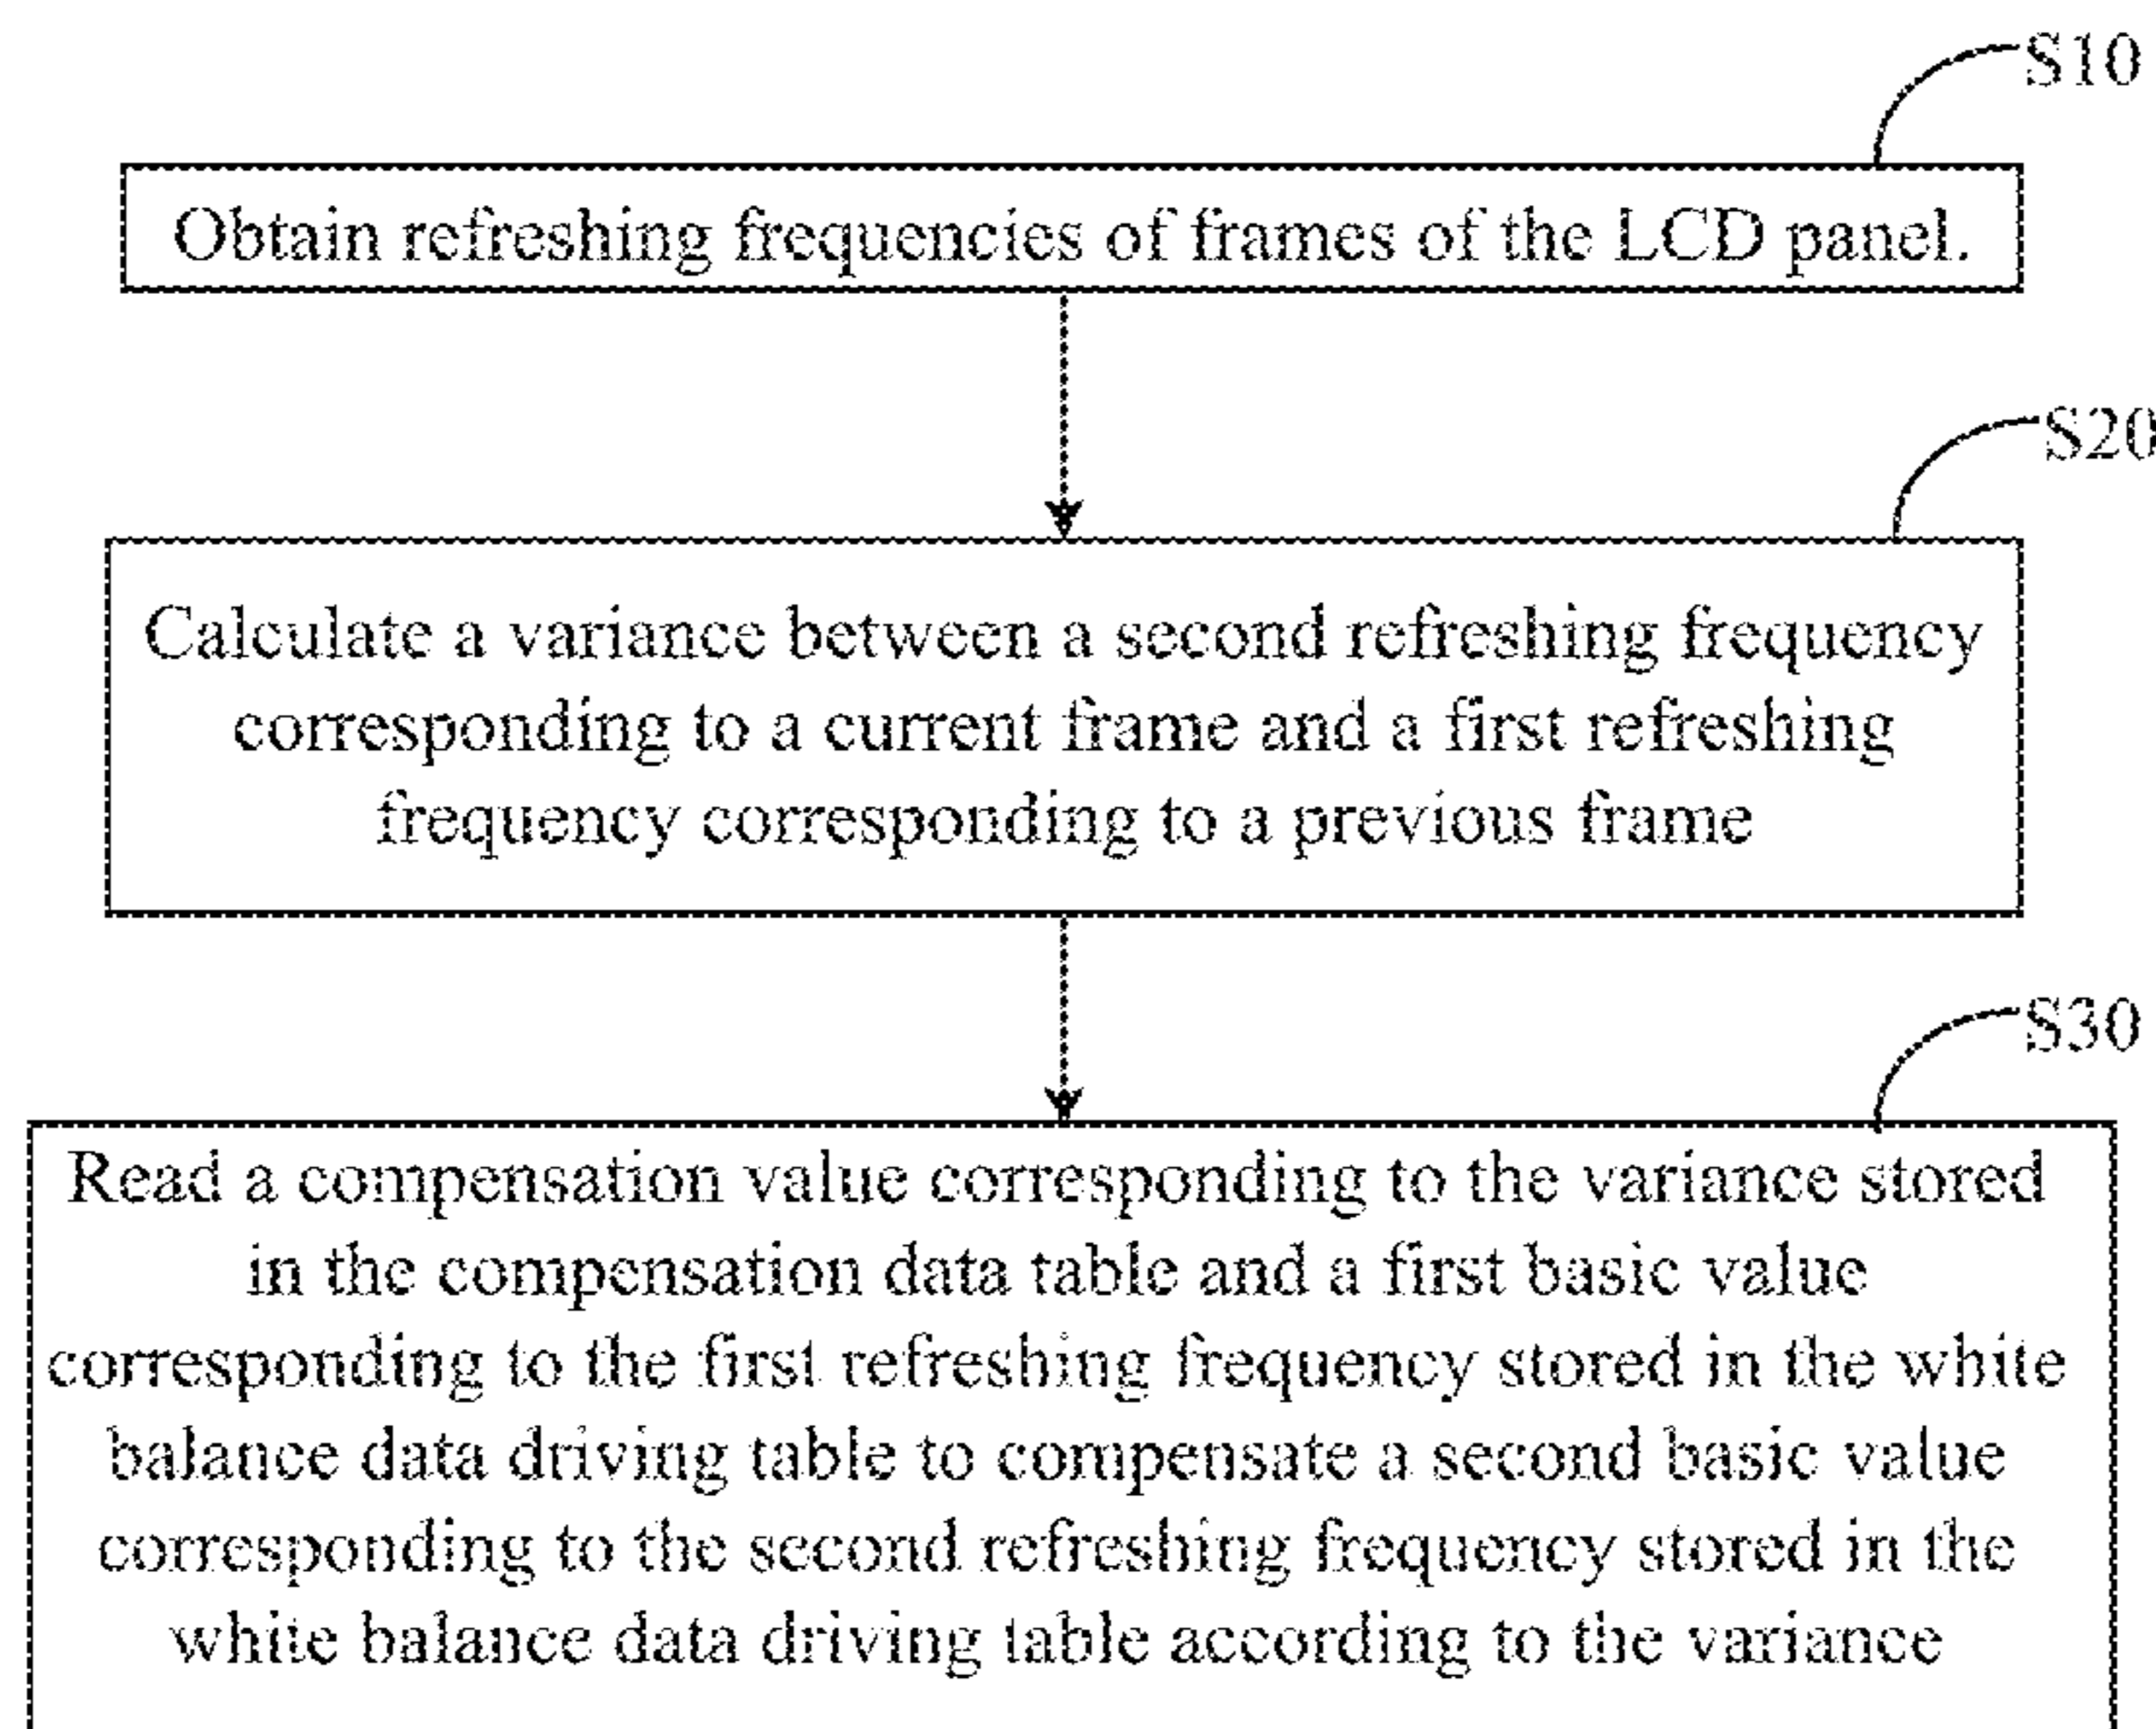 S10
Obtain refreshing frequencies of frames of the LCD panel.
S20
Calculate a variance between a second refreshing frequency
corresponding to a current frame and a first refreshing
frequency corresponding to a previous frame
S30
Read a compensation value corresponding to the variance stored
in the compensation data table and a first basic value
corresponding to the first refreshing frequency stored in the white
balance data driving table to compensate a second basic value
corresponding to the second refreshing frequency stored in the
white balance data driving table according to the variance